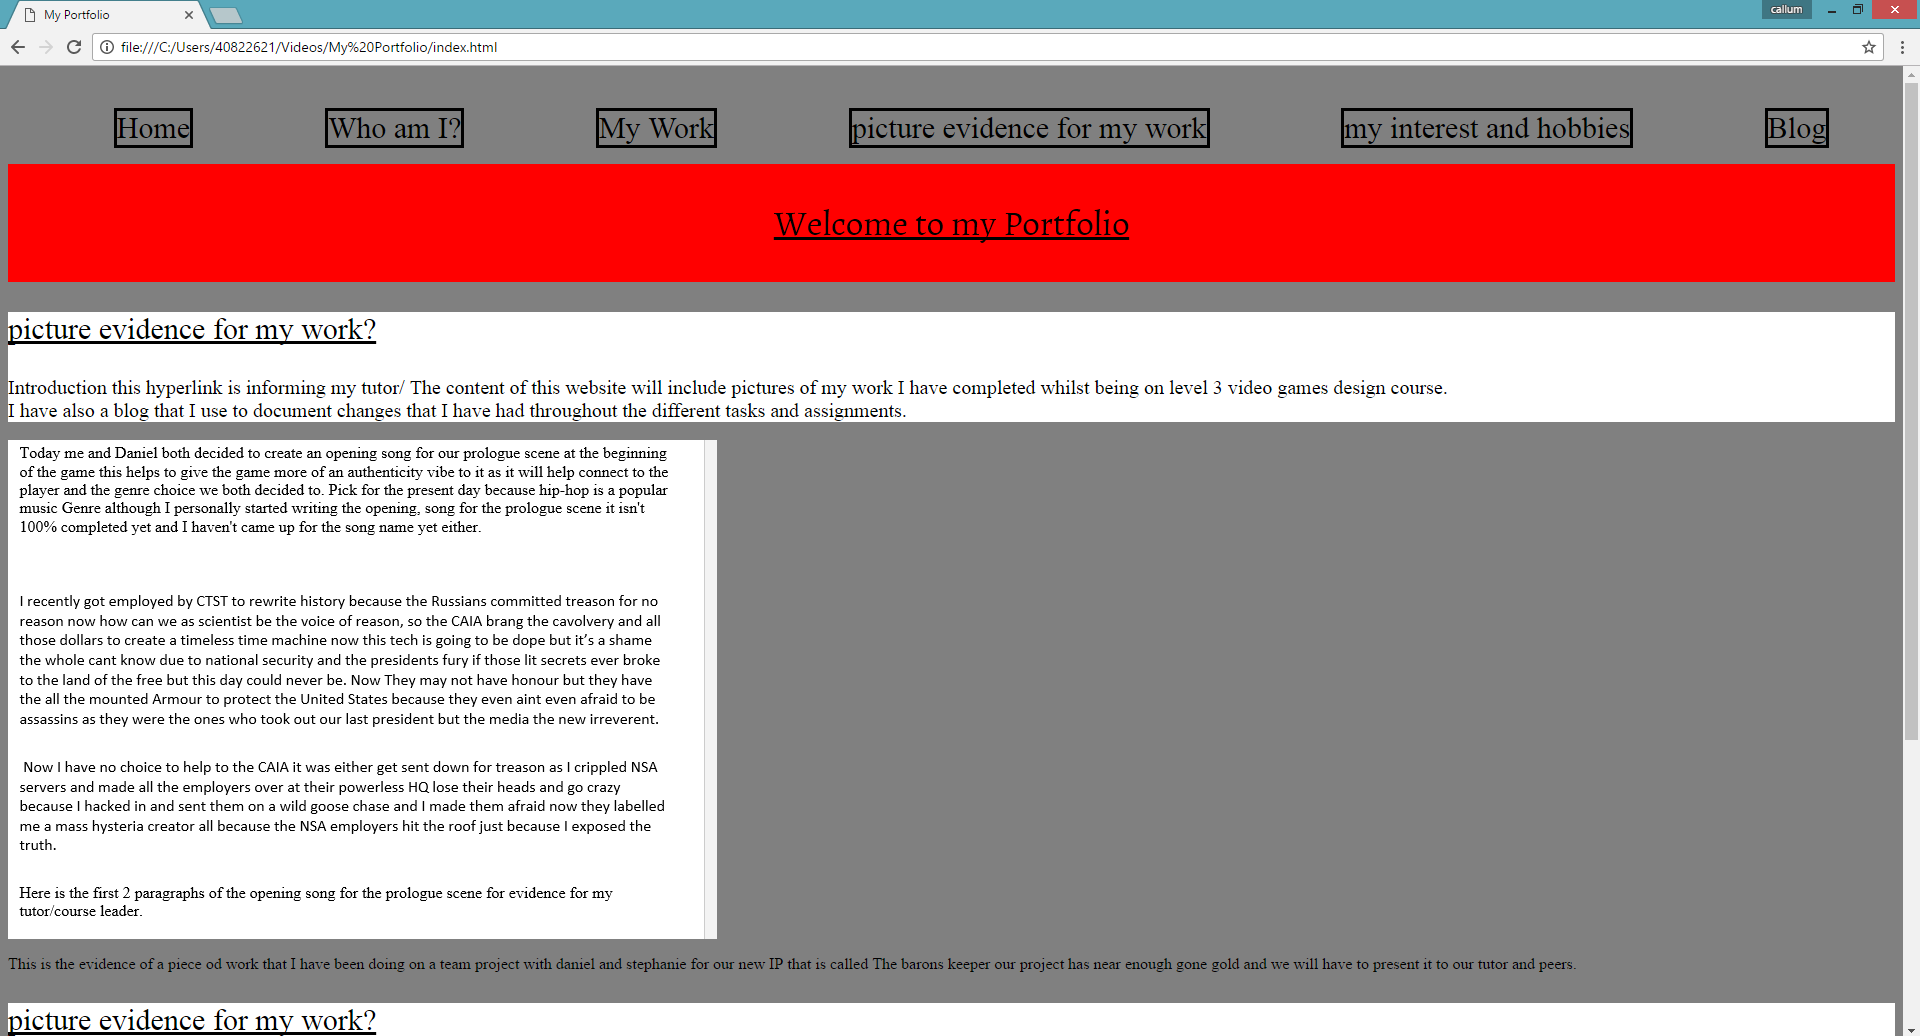 My Portfolio
callum
file:///C:/Users/40822621/Videos/My%20Portfolio/index.html
Home Who am I? My Work picture evidence for my work my interest and hobbies Blog
Welcome to my Portfolio
picture evidence for my work?
Introduction this hyperlink is informing my tutor/ The content of this website will include pictures of my work I have completed whilst being on level 3 video games design course.
I have also a blog that I use to document changes that I have had throughout the different tasks and assignments.
Today me and Daniel both decided to create an opening song for our prologue scene at the beginning
of the game this helps to give the game more of an authenticity vibe to it as it will help connect to the
player and the genre choice we both decided to. Pick for the present day because hip-hop is a popular
music Genre although I personally started writing the opening, song for the prologue scene it isn't
100% completed yet and I haven't came up for the song name yet either.
I recently got employed by CTST to rewrite history because the Russians committed treason for no
reason now how can we as scientist be the voice of reason, so the CAIA brang the cavolvery and all
those dollars to create a timeless time machine now this tech is going to be dope but it’s a shame
the whole cant know due to national security and the presidents fury if those lit secrets ever broke
to the land of the free but this day could never be. Now They may not have honour but they have
the all the mounted Armour to protect the United States because they even aint even afraid to be
assassins as they were the ones who took out our last president but the media the new irreverent.
Now I have no choice to help to the CAIA it was either get sent down for treason as I crippled NSA
servers and made all the employers over at their powerless HQ lose their heads and go crazy
because I hacked in and sent them on a wild goose chase and I made them afraid now they labelled
me a mass hysteria creator all because the NSA employers hit the roof just because I exposed the
truth.
Here is the first 2 paragraphs of the opening song for the prologue scene for evidence for my
tutor/course leader.
This is the evidence of a piece od work that I have been doing on a team project with daniel and stephanie for our new IP that is called The barons keeper our project has near enough gone gold and we will have to present it to our tutor and peers.
picture evidence for my work?